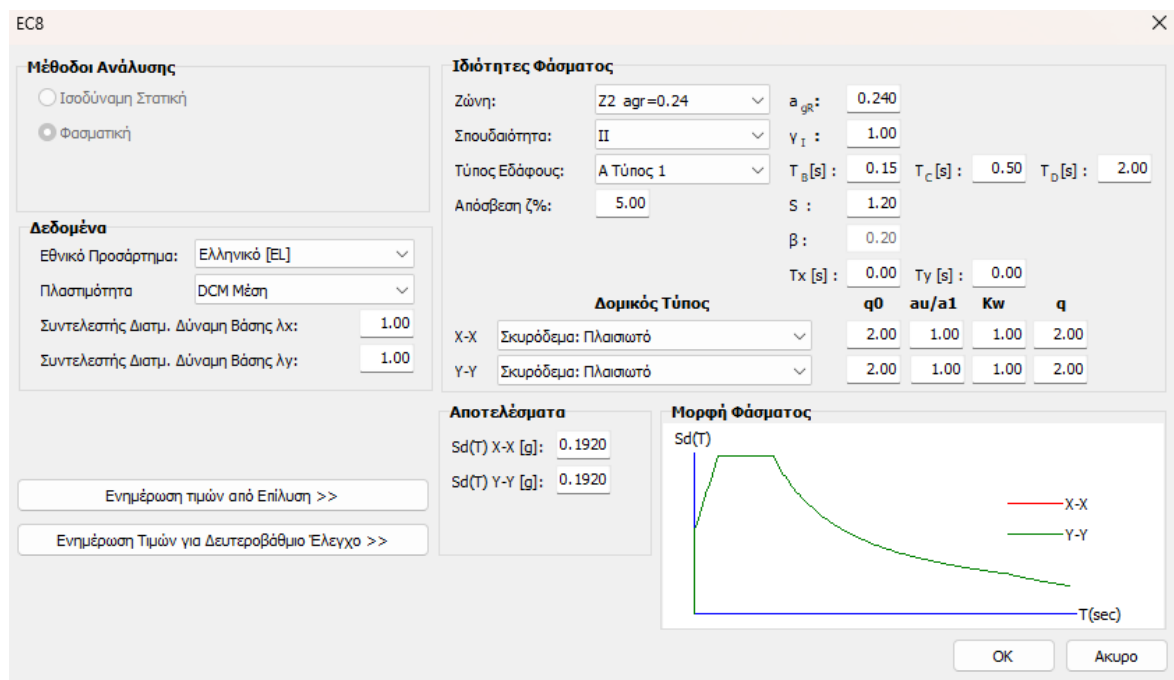 EC8
Μέθοδοι Ανάλυσης
Ισοδύναμη Στατική
Φασματική
Δεδομένα
Εθνικό Προσάρτημα: Ελληνικό [EL]
Πλαστιμότητα DCM Μέση
Συντελεστής Διατμ. Δύναμη Βάσης λx: 1.00
Συντελεστής Διατμ. Δύναμη Βάσης λy: 1.00
Ενημέρωση τιμών από Επίλυση >>
Ενημέρωση Τιμών για Δευτεροβάθμιο Έλεγχο >>
Ιδιότητες Φάσματος
Ζώνη: Z2 agr=0.24 a gR: 0.240
Σπουδαιότητα: II γ I : 1.00
Τύπος Εδάφους: A Τύπος 1 T B [s] : 0.15 T C [s] : 0.50 T D [s] : 2.00
Απόσβεση ζ%: 5.00 S : 1.20
β : 0.20
Tx [s] : 0.00 Ty [s] : 0.00
Δομικός Τύπος q0 au/a1 Kw q
X-X Σκυρόδεμα: Πλαισιωτό 2.00 1.00 1.00 2.00
Y-Y Σκυρόδεμα: Πλαισιωτό 2.00 1.00 1.00 2.00
Αποτελέσματα
Sd(T) X-X [g]: 0.1920
Sd(T) Y-Y [g]: 0.1920
Μορφή Φάσματος
Sd(T)
X-X
Y-Y
T(sec)
OK Ακυρο